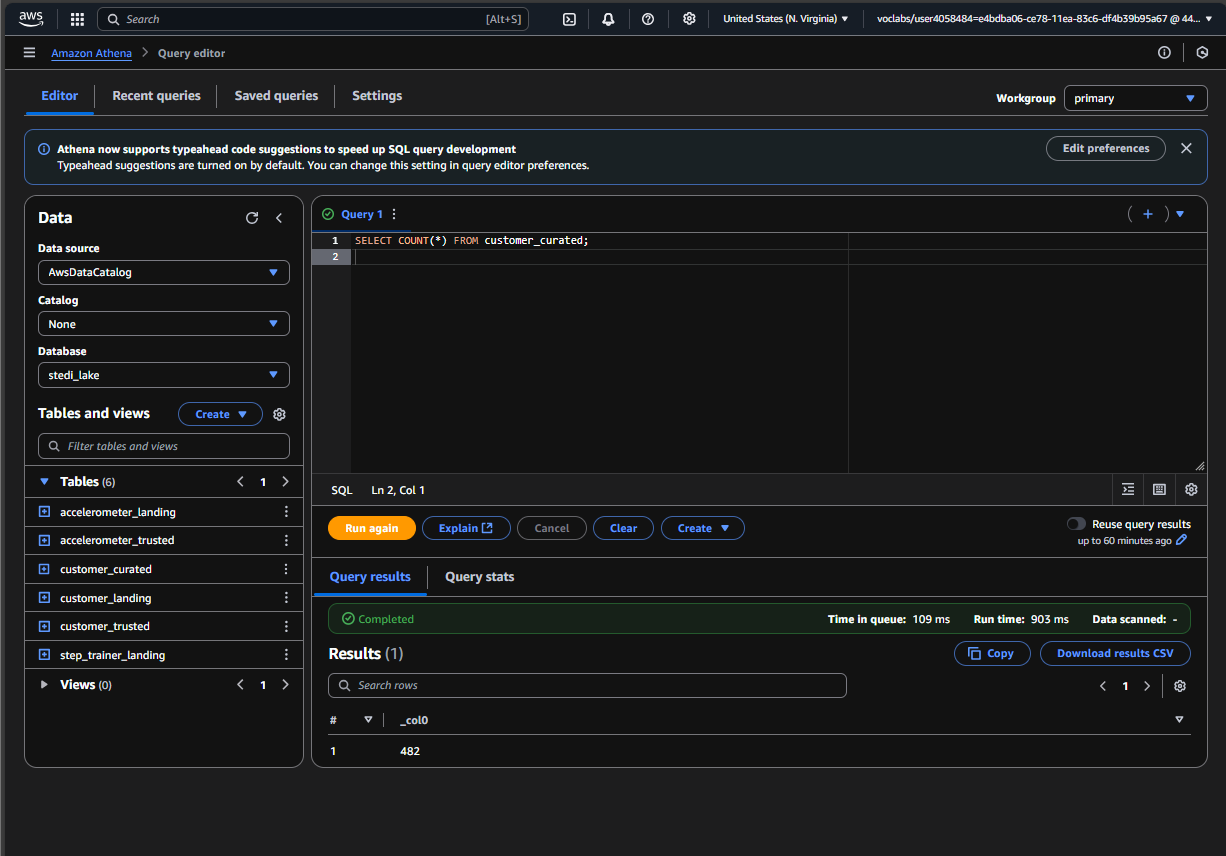 aws
Search [Alt+S]
United States (N. Virginia)
voclabs/user4058484=e4bdba06-ce78-11ea-83c6-df4b39b95a67 @ 44...
Amazon Athena
Query editor
Editor
Recent queries
Saved queries
Settings
Workgroup
primary
Athena now supports typeahead code suggestions to speed up SQL query development
Typeahead suggestions are turned on by default. You can change this setting in query editor preferences.
Edit preferences
Data
Data source
AwsDataCatalog
Catalog
None
Database
stedi_lake
Tables and views
Create
Filter tables and views
Tables (6)
1
accelerometer_landing
accelerometer_trusted
customer_curated
customer_landing
customer_trusted
step_trainer_landing
Views (0)
1
Query 1
1 SELECT COUNT(*) FROM customer_curated;
2
SQL Ln 2, Col 1
Run again
Explain
Cancel
Clear
Create
Reuse query results
up to 60 minutes ago
Query results
Query stats
Completed
Time in queue: 109 ms
Run time: 903 ms
Data scanned: -
Results (1)
Copy
Download results CSV
Search rows
1
# _col0
1 482